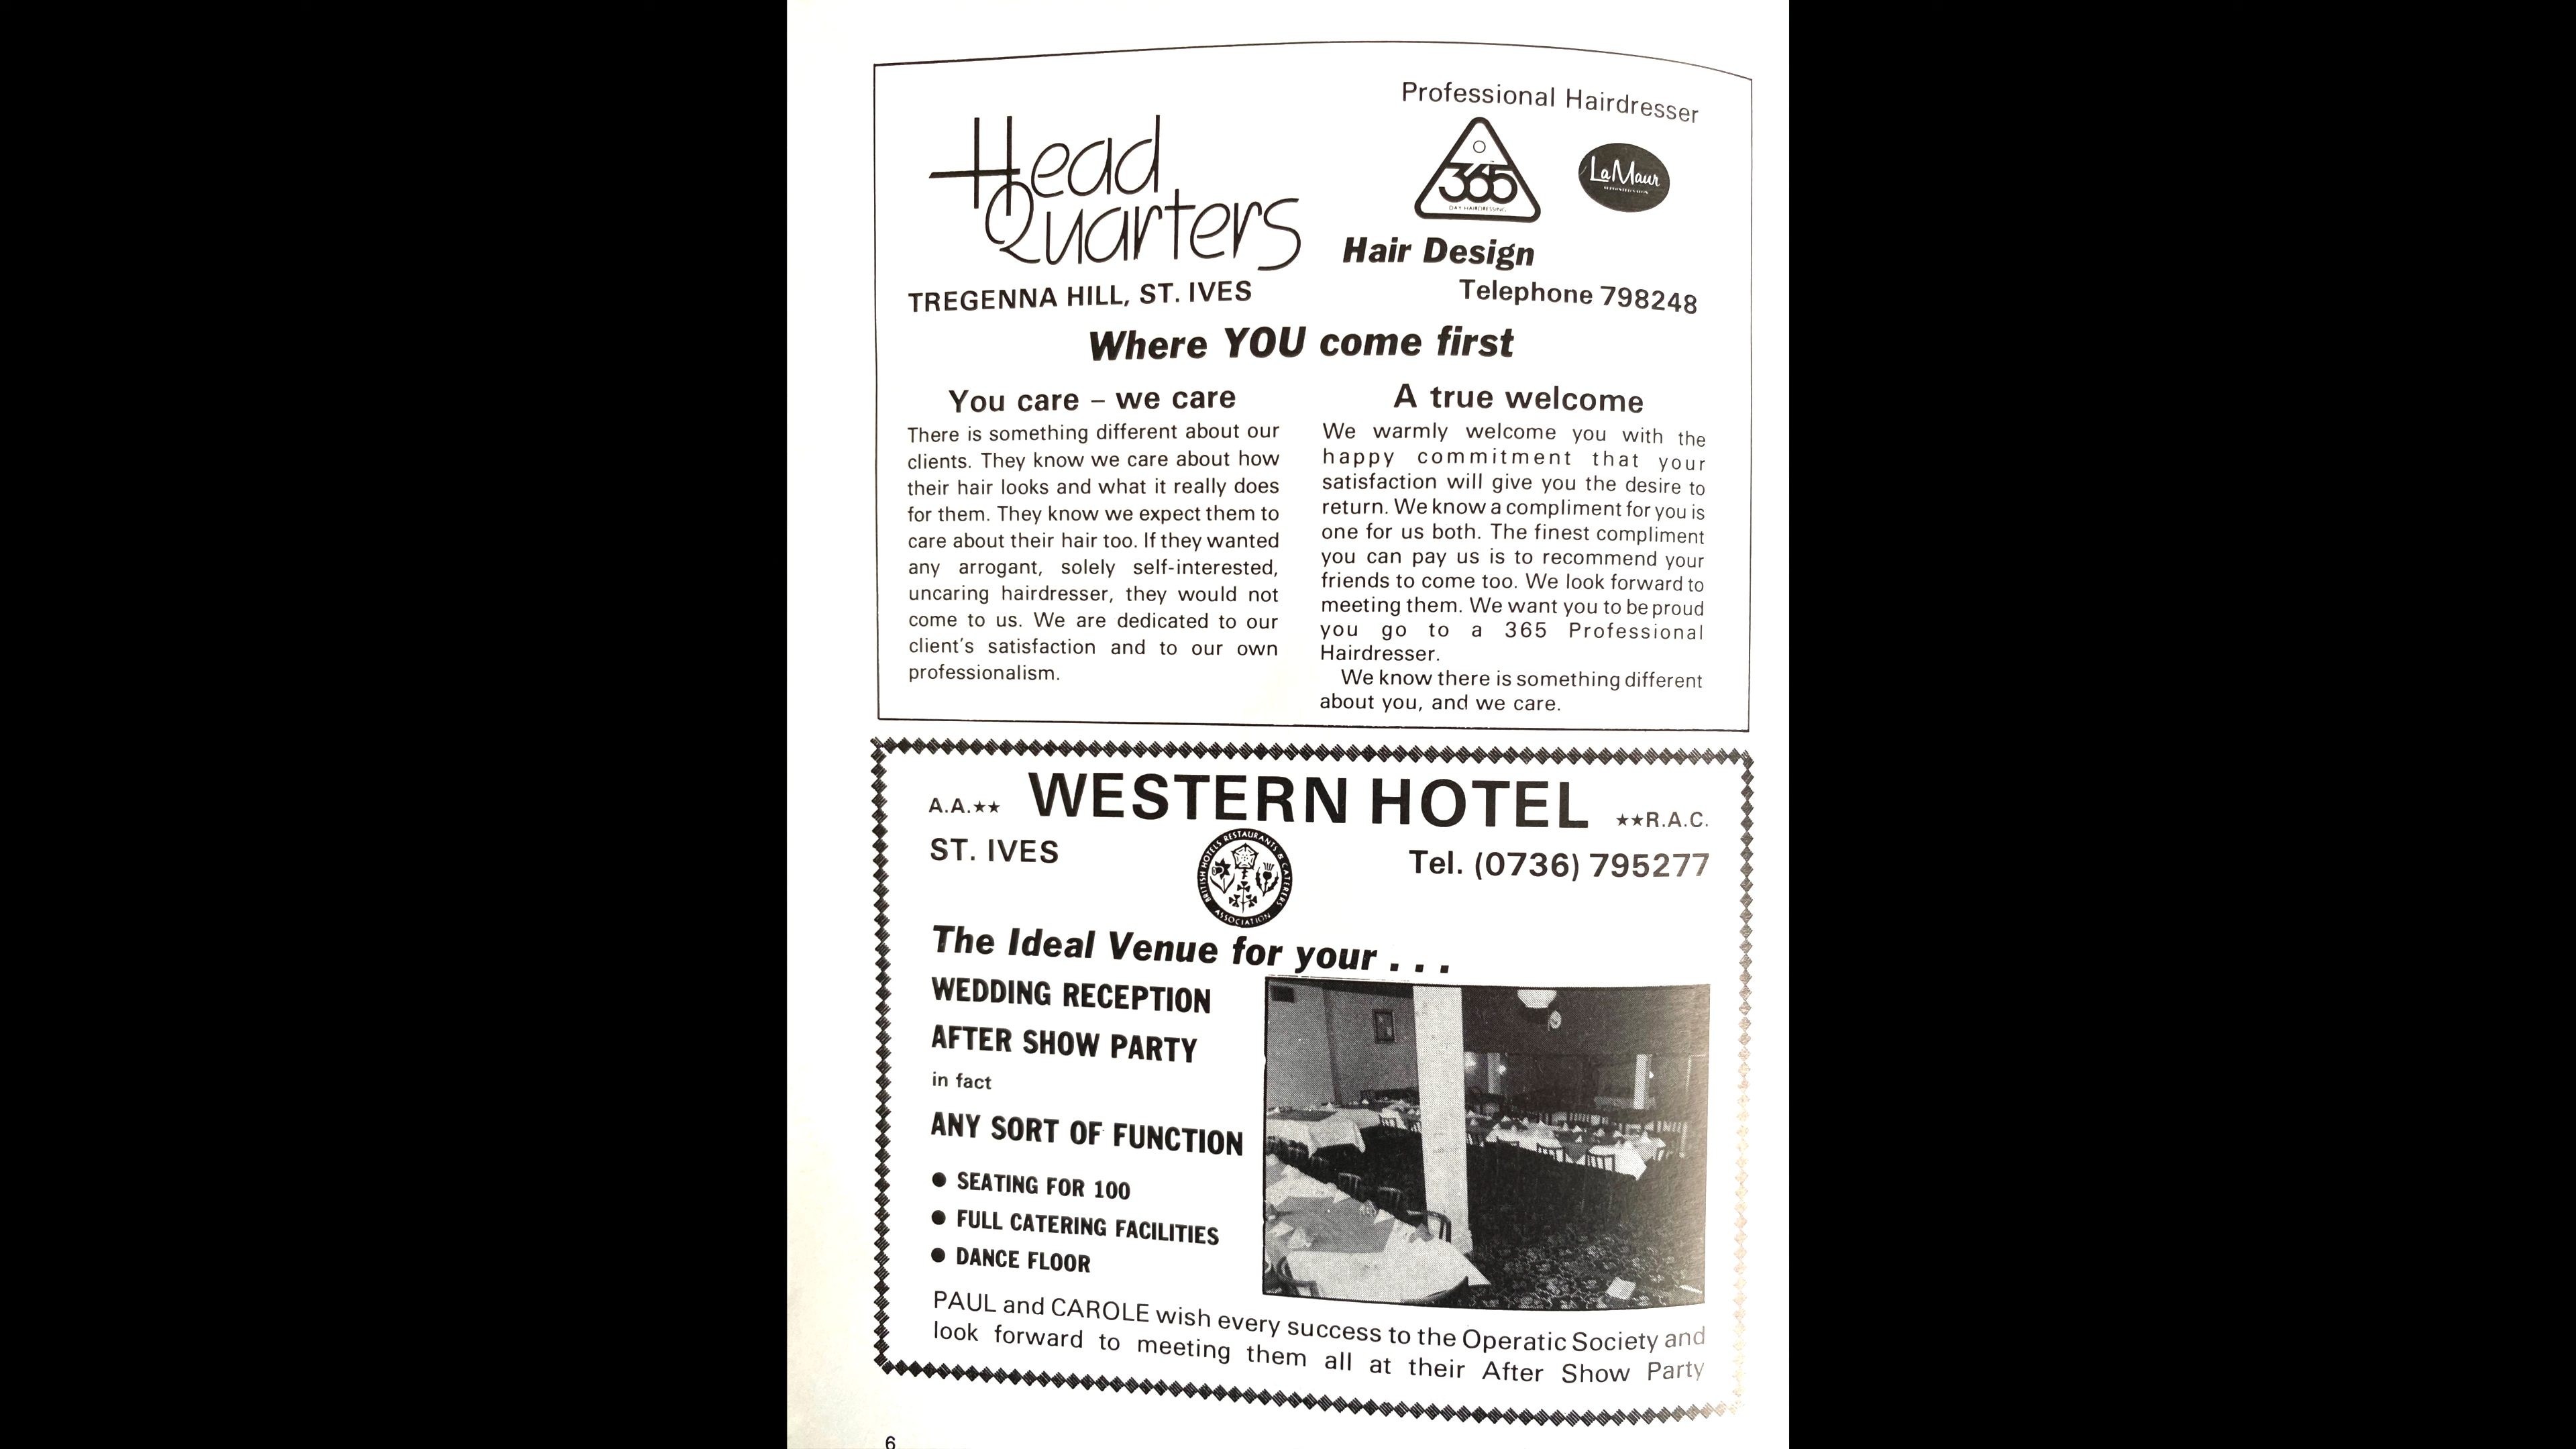 Professional Hairdresser
Head
Quarters
365
DAY HAIRDRESSING
LaMaur
Hair Design
TREGENNA HILL, ST. IVES
Telephone 798248
Where YOU come first
You care – we care
There is something different about our
clients. They know we care about how
their hair looks and what it really does
for them. They know we expect them to
care about their hair too. If they wanted
any arrogant, solely self-interested,
uncaring hairdresser, they would not
come to us. We are dedicated to our
client's satisfaction and to our own
professionalism.
A true welcome
We warmly welcome you with the
happy commitment that your
satisfaction will give you the desire to
return. We know a compliment for you is
one for us both. The finest compliment
you can pay us is to recommend your
friends to come too. We look forward to
meeting them. We want you to be proud
you go to a 365 Professional
Hairdresser.
We know there is something different
about you, and we care.
A.A.★★ WESTERN HOTEL ★★R.A.C.
ST. IVES
BRITISH HOTELS RESTAURANTS & CATERERS
ASSOCIATION
Tel. (0736) 795277
The Ideal Venue for your . . .
WEDDING RECEPTION
AFTER SHOW PARTY
in fact
ANY SORT OF FUNCTION
● SEATING FOR 100
● FULL CATERING FACILITIES
● DANCE FLOOR
PAUL and CAROLE wish every success to the Operatic Society and
look forward to meeting them all at their After Show Party
6